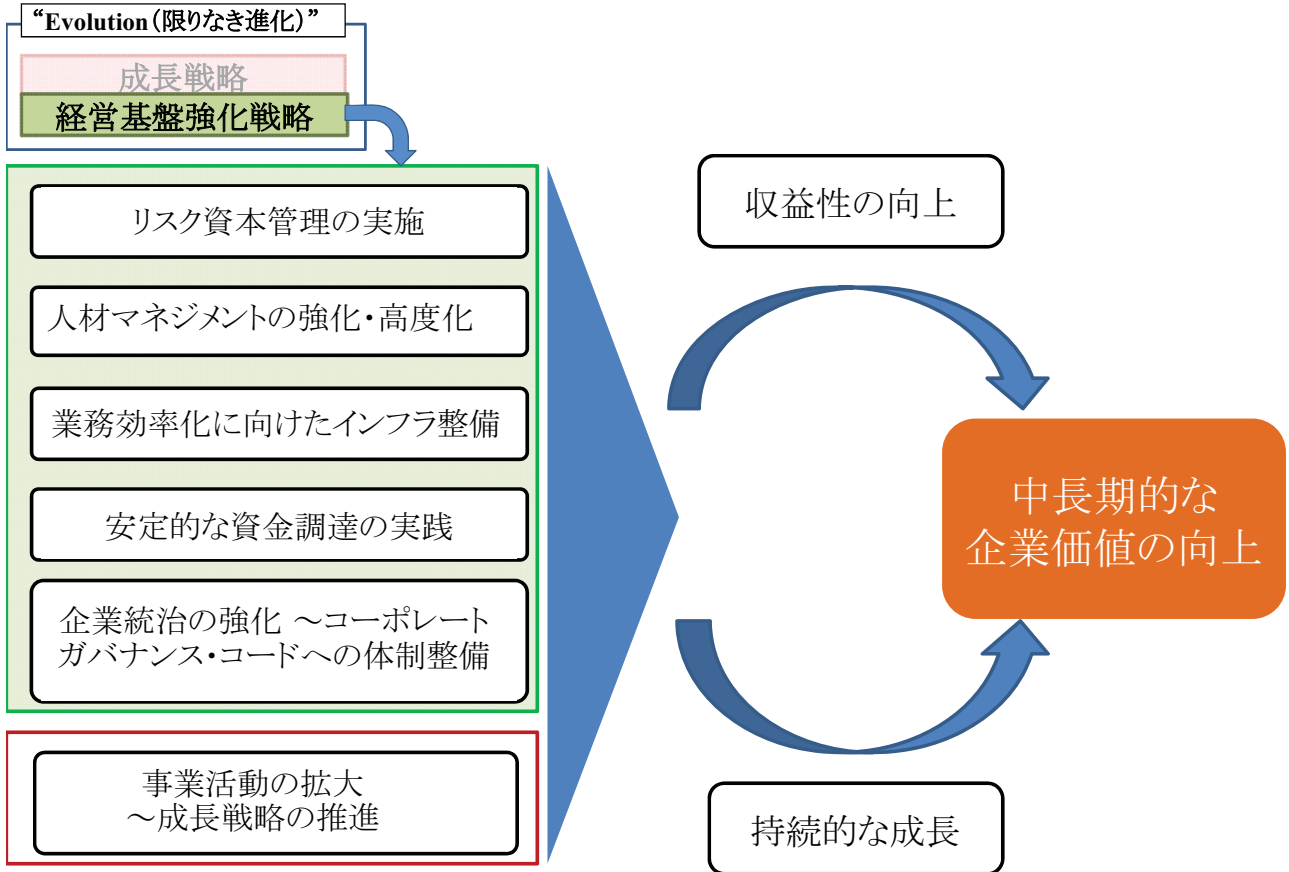 “Evolution(限りなき進化)”
成長戦略
経営基盤強化戦略
リスク資本管理の実施
人材マネジメントの強化・高度化
業務効率化に向けたインフラ整備
安定的な資金調達の実践
企業統治の強化 ～コーポレート
ガバナンス・コードへの体制整備
事業活動の拡大
～成長戦略の推進
収益性の向上
中長期的な
企業価値の向上
持続的な成長